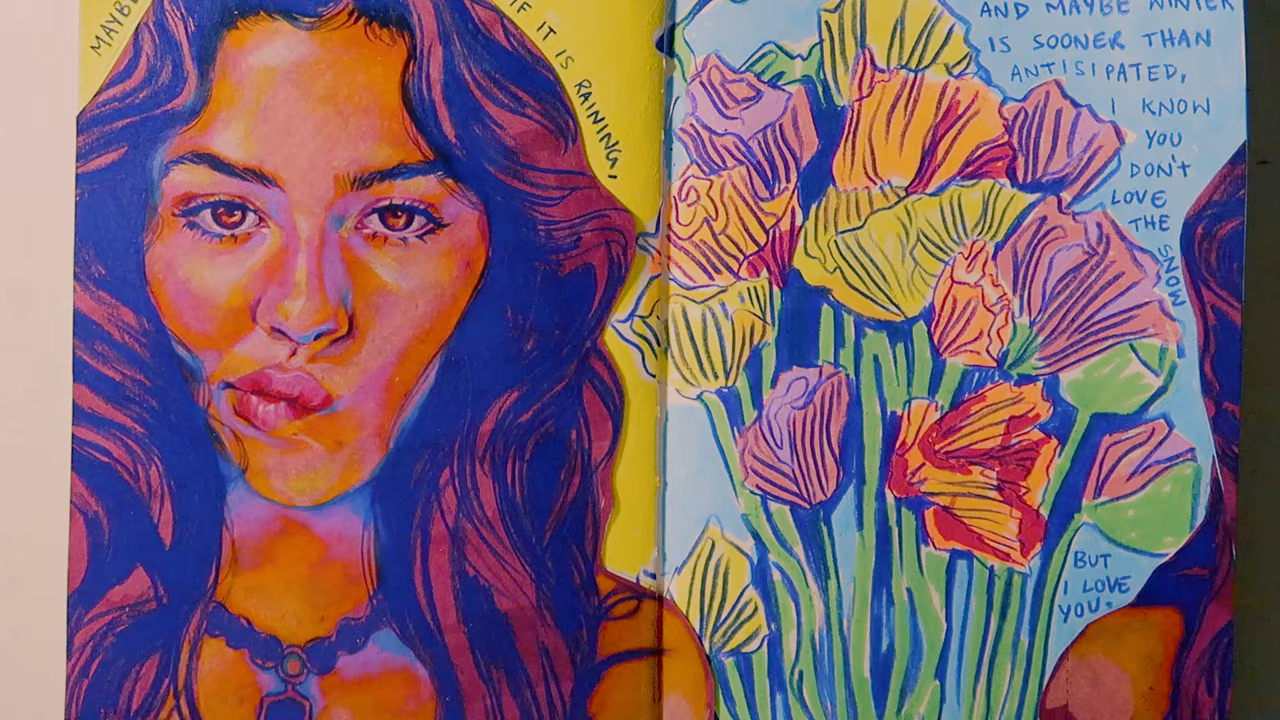 MAYBE
IF IT IS RAINING,
AND MAYBE WINTER
IS SOONER THAN
ANTISIPATED,
I KNOW
YOU
DON'T
LOVE
THE
SNOW
BUT
I LOVE
YOU.